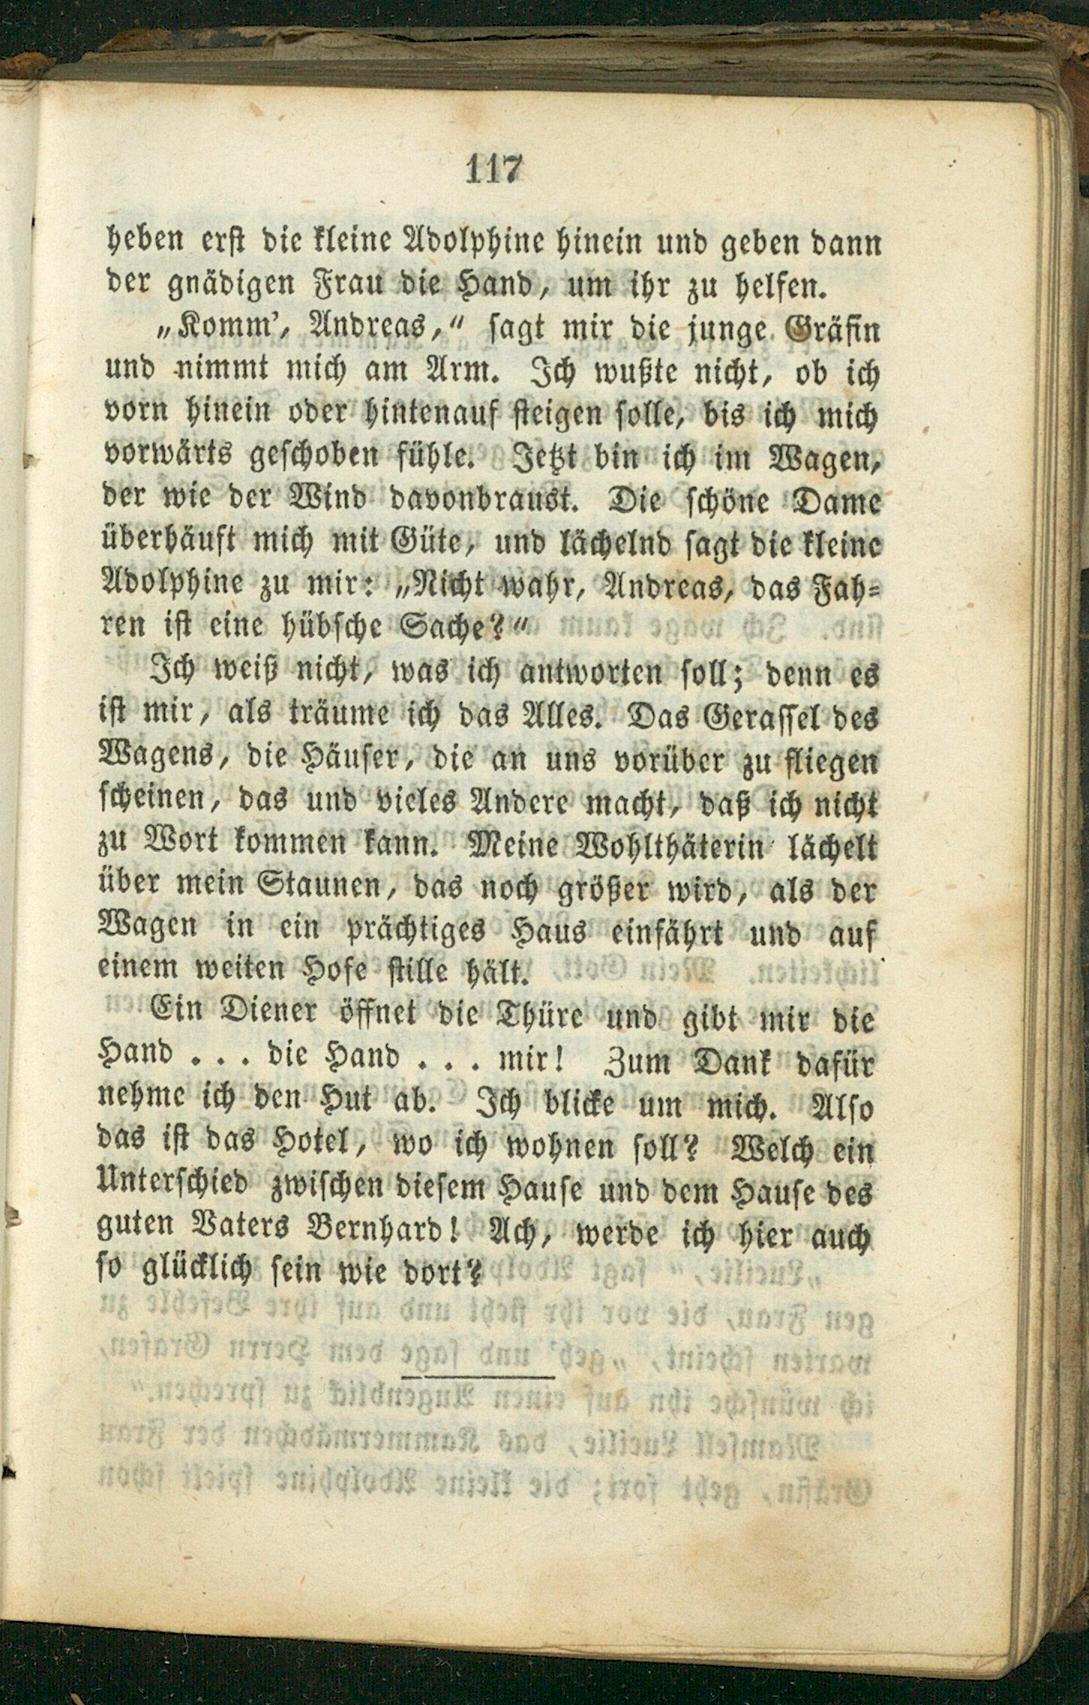 117
heben erst die kleine Adolphine hinein und geben dann
der gnädigen Frau die Hand, um ihr zu helfen.
„Komm', Andreas,“ sagt mir die junge Gräfin
und nimmt mich am Arm. Ich wußte nicht, ob ich
vorn hinein oder hintenauf steigen solle, bis ich mich
vorwärts geschoben fühle. Jetzt bin ich im Wagen,
der wie der Wind davonbraust. Die schöne Dame
überhäuft mich mit Güte, und lächelnd sagt die kleine
Adolphine zu mir: „Nicht wahr, Andreas, das Fah-
ren ist eine hübsche Sache?“
Ich weiß nicht, was ich antworten soll; denn es
ist mir, als träume ich das Alles. Das Gerassel des
Wagens, die Häuser, die an uns vorüber zu fliegen
scheinen, das und vieles Andere macht, daß ich nicht
zu Wort kommen kann. Meine Wohlthäterin lächelt
über mein Staunen, das noch größer wird, als der
Wagen in ein prächtiges Haus einfährt und auf
einem weiten Hofe stille hält.
Ein Diener öffnet die Thüre und gibt mir die
Hand . . . die Hand . . . mir! Zum Dank dafür
nehme ich den Hut ab. Ich blicke um mich. Also
das ist das Hotel, wo ich wohnen soll? Welch ein
Unterschied zwischen diesem Hause und dem Hause des
guten Vaters Bernhard! Ach, werde ich hier auch
so glücklich sein wie dort?